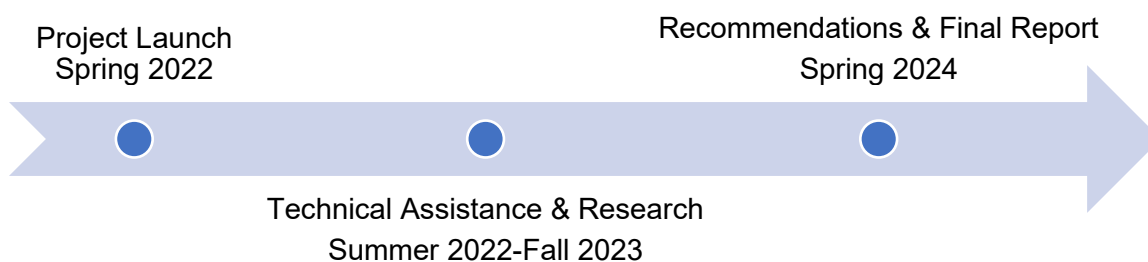 Project Launch
Spring 2022
Technical Assistance & Research
Summer 2022-Fall 2023
Recommendations & Final Report
Spring 2024